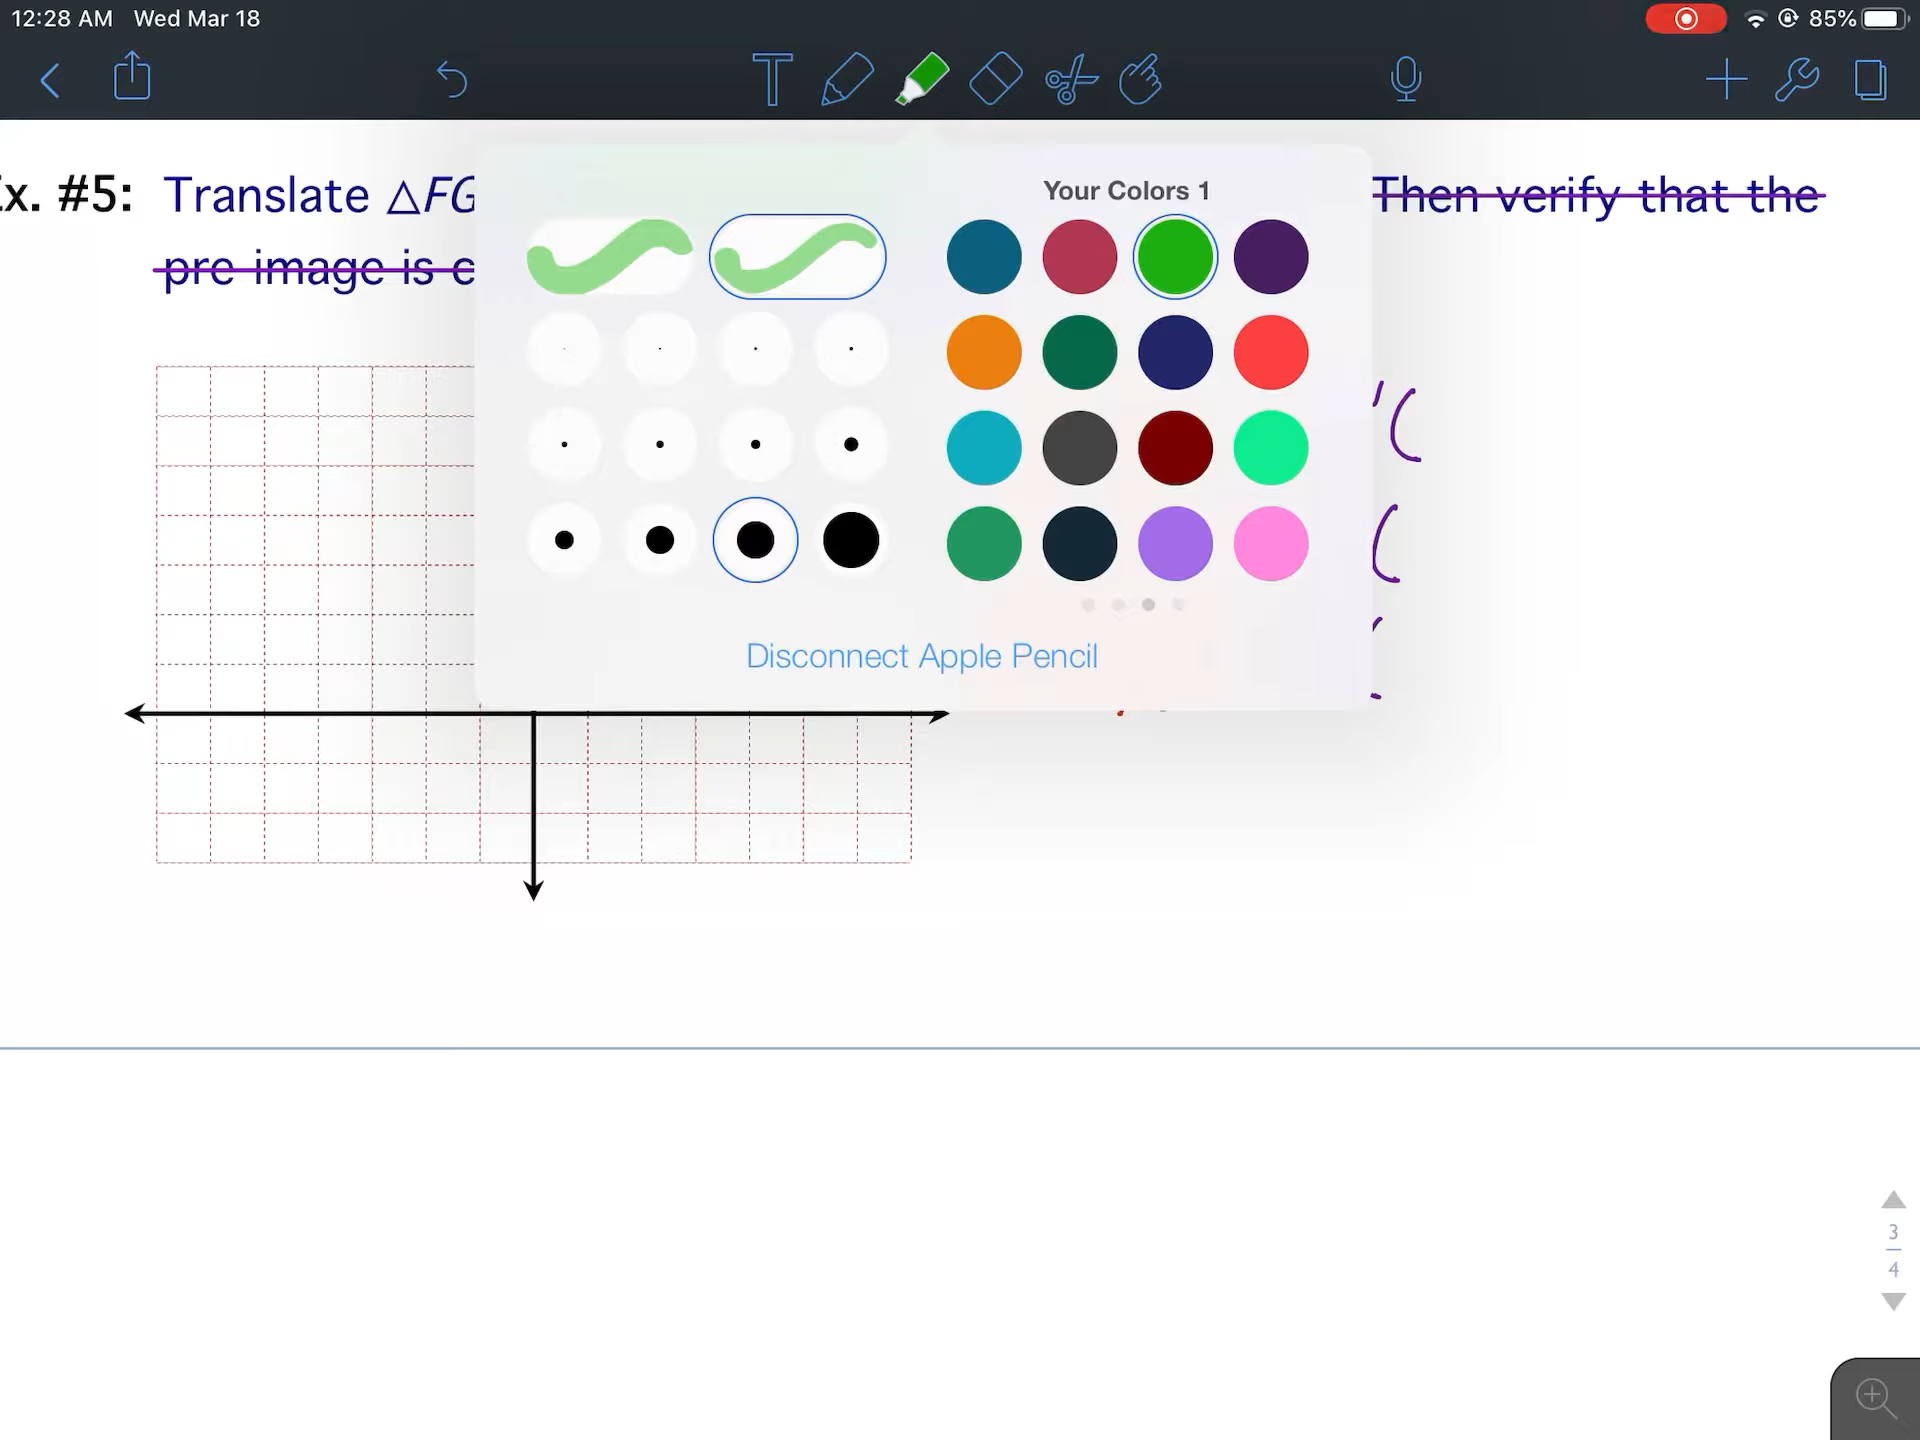 12:28 AM Wed Mar 18
85%
x. #5: Translate △FG
Then verify that the
pre image is
Your Colors 1
'(
(
Disconnect Apple Pencil
3
4